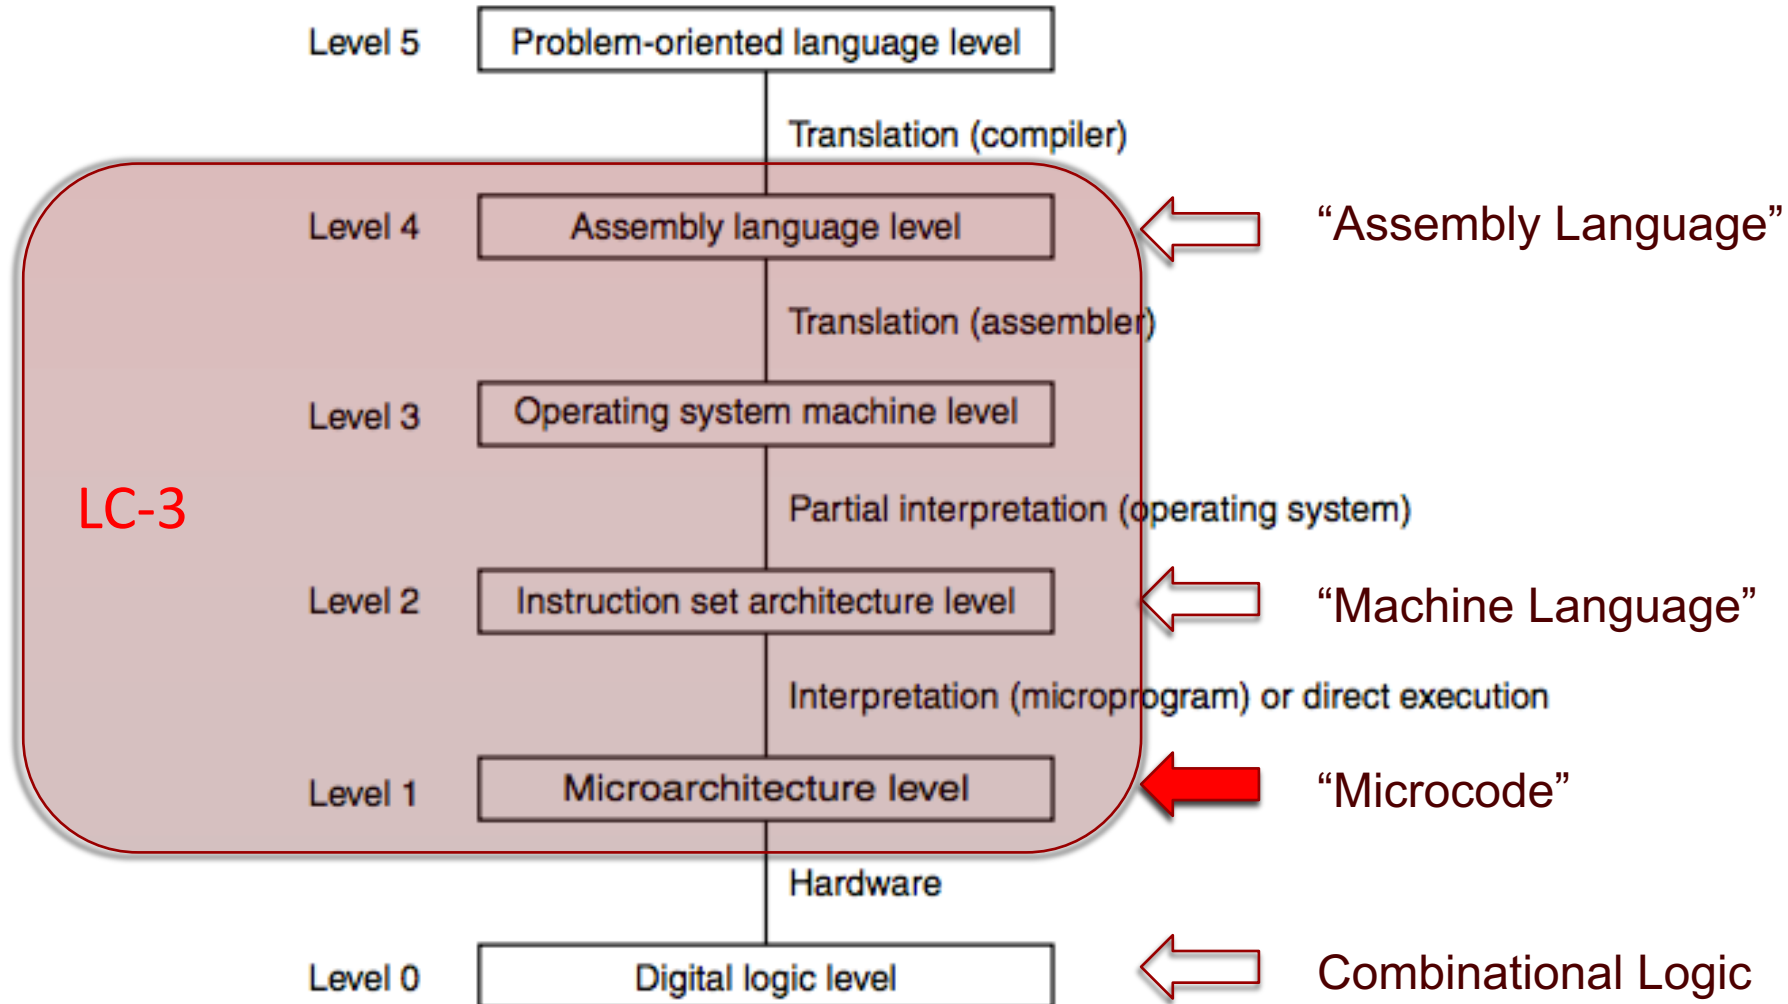 Level 5
Problem-oriented language level
Translation (compiler)
Level 4
Assembly language level
“Assembly Language”
Translation (assembler)
Level 3
Operating system machine level
LC-3
Partial interpretation (operating system)
Level 2
Instruction set architecture level
“Machine Language”
Interpretation (microprogram) or direct execution
Level 1
Microarchitecture level
“Microcode”
Hardware
Level 0
Digital logic level
Combinational Logic